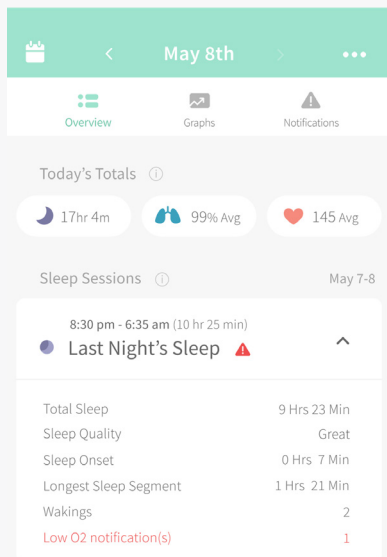 May 8th
Overview
Graphs
Notifications
Today's Totals
17hr 4m
99% Avg
145 Avg
Sleep Sessions
May 7-8
8:30 pm - 6:35 am (10 hr 25 min)
Last Night's Sleep
Total Sleep 9 Hrs 23 Min
Sleep Quality Great
Sleep Onset 0 Hrs 7 Min
Longest Sleep Segment 1 Hrs 21 Min
Wakings 2
Low O2 notification(s) 1